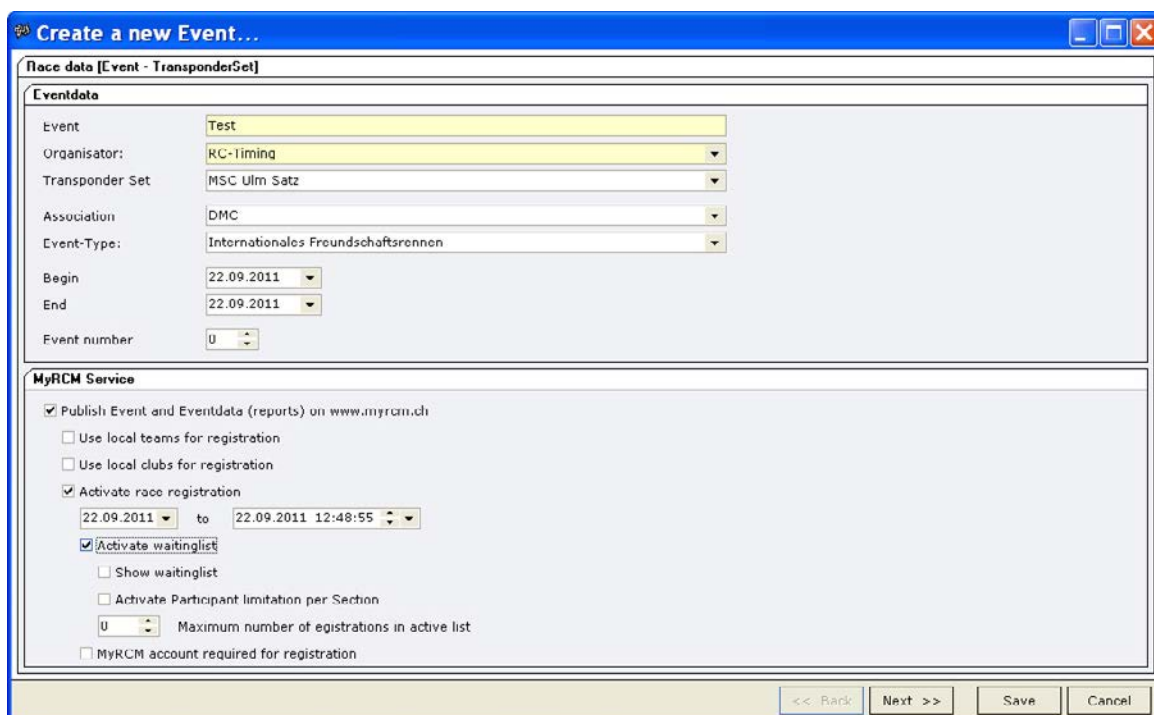 Create a new Event...
Race data [Event - TransponderSet]
Eventdata
Event Test
Organisator: RC-Timing
Transponder Set MSC Ulm Satz
Association DMC
Event-Type: Internationales Freundschaftsrennen
Begin 22.09.2011
End 22.09.2011
Event number 0
MyRCM Service
Publish Event and Eventdata (reports) on www.myrcm.ch
Use local teams for registration
Use local clubs for registration
Activate race registration
22.09.2011 to 22.09.2011 12:48:55
Activate waitinglist
Show waitinglist
Activate Participant limitation per Section
0 Maximum number of egistrations in active list
MyRCM account required for registration
<< Back Next >> Save Cancel